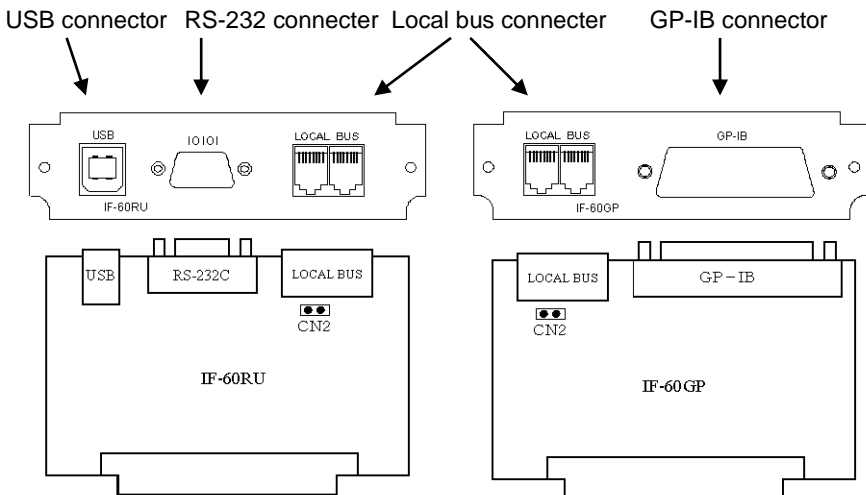 USB connector RS-232 connecter Local bus connecter GP-IB connector
USB
IOIOI
LOCAL BUS
IF-60RU
LOCAL BUS
GP-IB
IF-60GP
USB
RS-232C
LOCAL BUS
CN2
IF-60RU
LOCAL BUS
GP-IB
CN2
IF-60GP